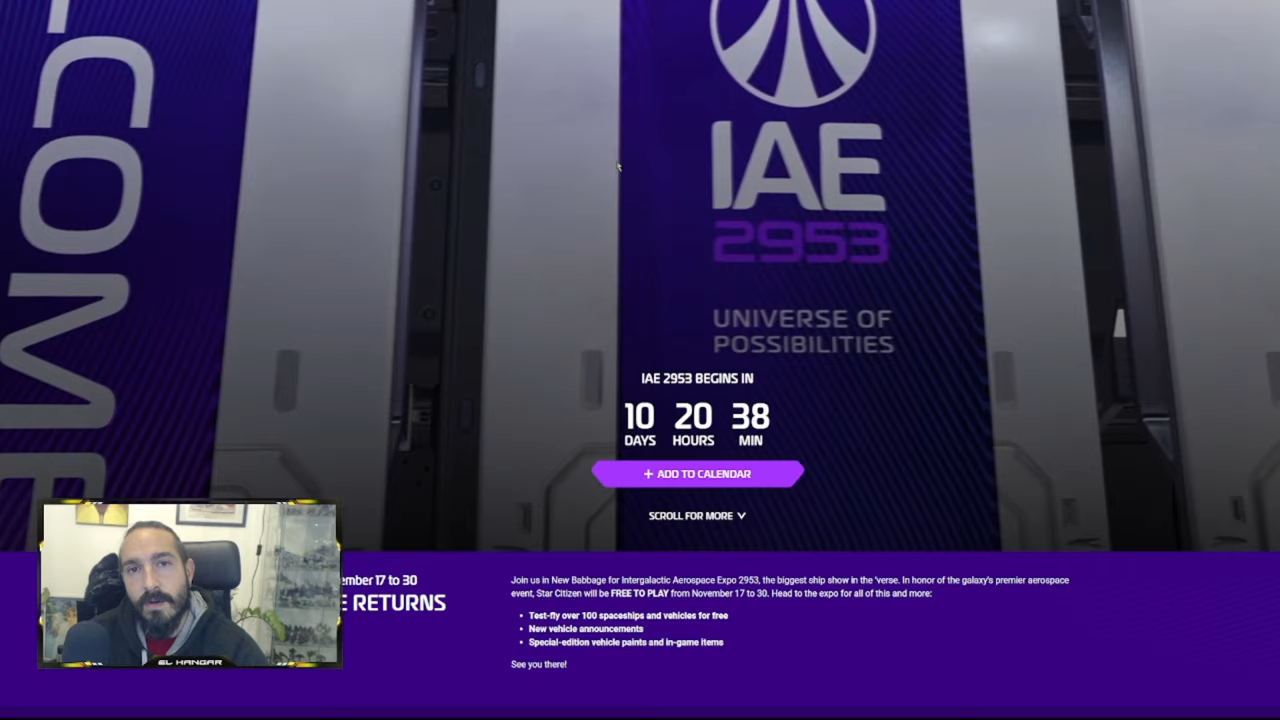 COME
IAE
2953
UNIVERSE OF
POSSIBILITIES
IAE 2953 BEGINS IN
10 20 38
DAYS HOURS MIN
+ ADD TO CALENDAR
SCROLL FOR MORE
ember 17 to 30
E RETURNS
Join us in New Babbage for Intergalactic Aerospace Expo 2953, the biggest ship show in the 'verse. In honor of the galaxy's premier aerospace
event, Star Citizen will be FREE TO PLAY from November 17 to 30. Head to the expo for all of this and more:
• Test-fly over 100 spaceships and vehicles for free
• New vehicle announcements
• Special-edition vehicle paints and in-game items
See you there!
EL HANGAR